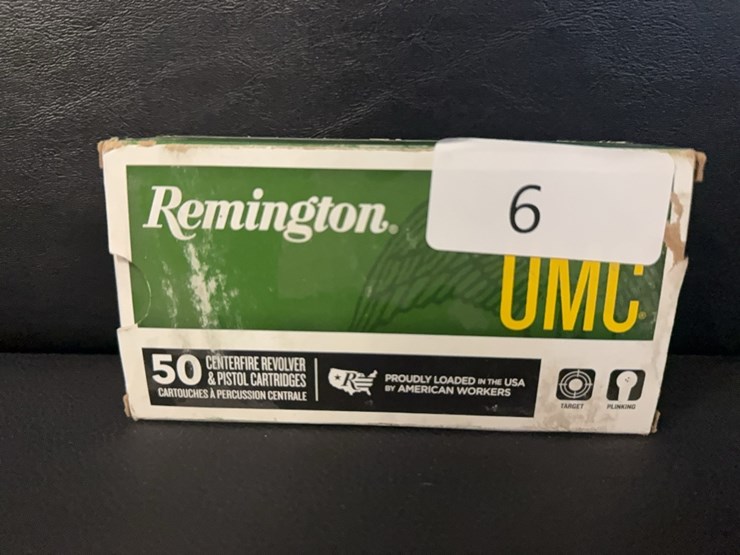 Remington®
6
UMC®
50 CENTERFIRE REVOLVER
& PISTOL CARTRIDGES
CARTOUCHES À PERCUSSION CENTRALE
R
PROUDLY LOADED IN THE USA
BY AMERICAN WORKERS
TARGET
PLINKING